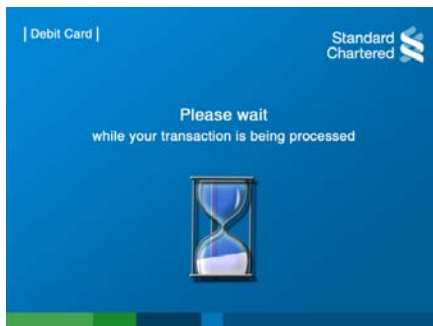 | Debit Card |
Standard
Chartered
Please wait
while your transaction is being processed